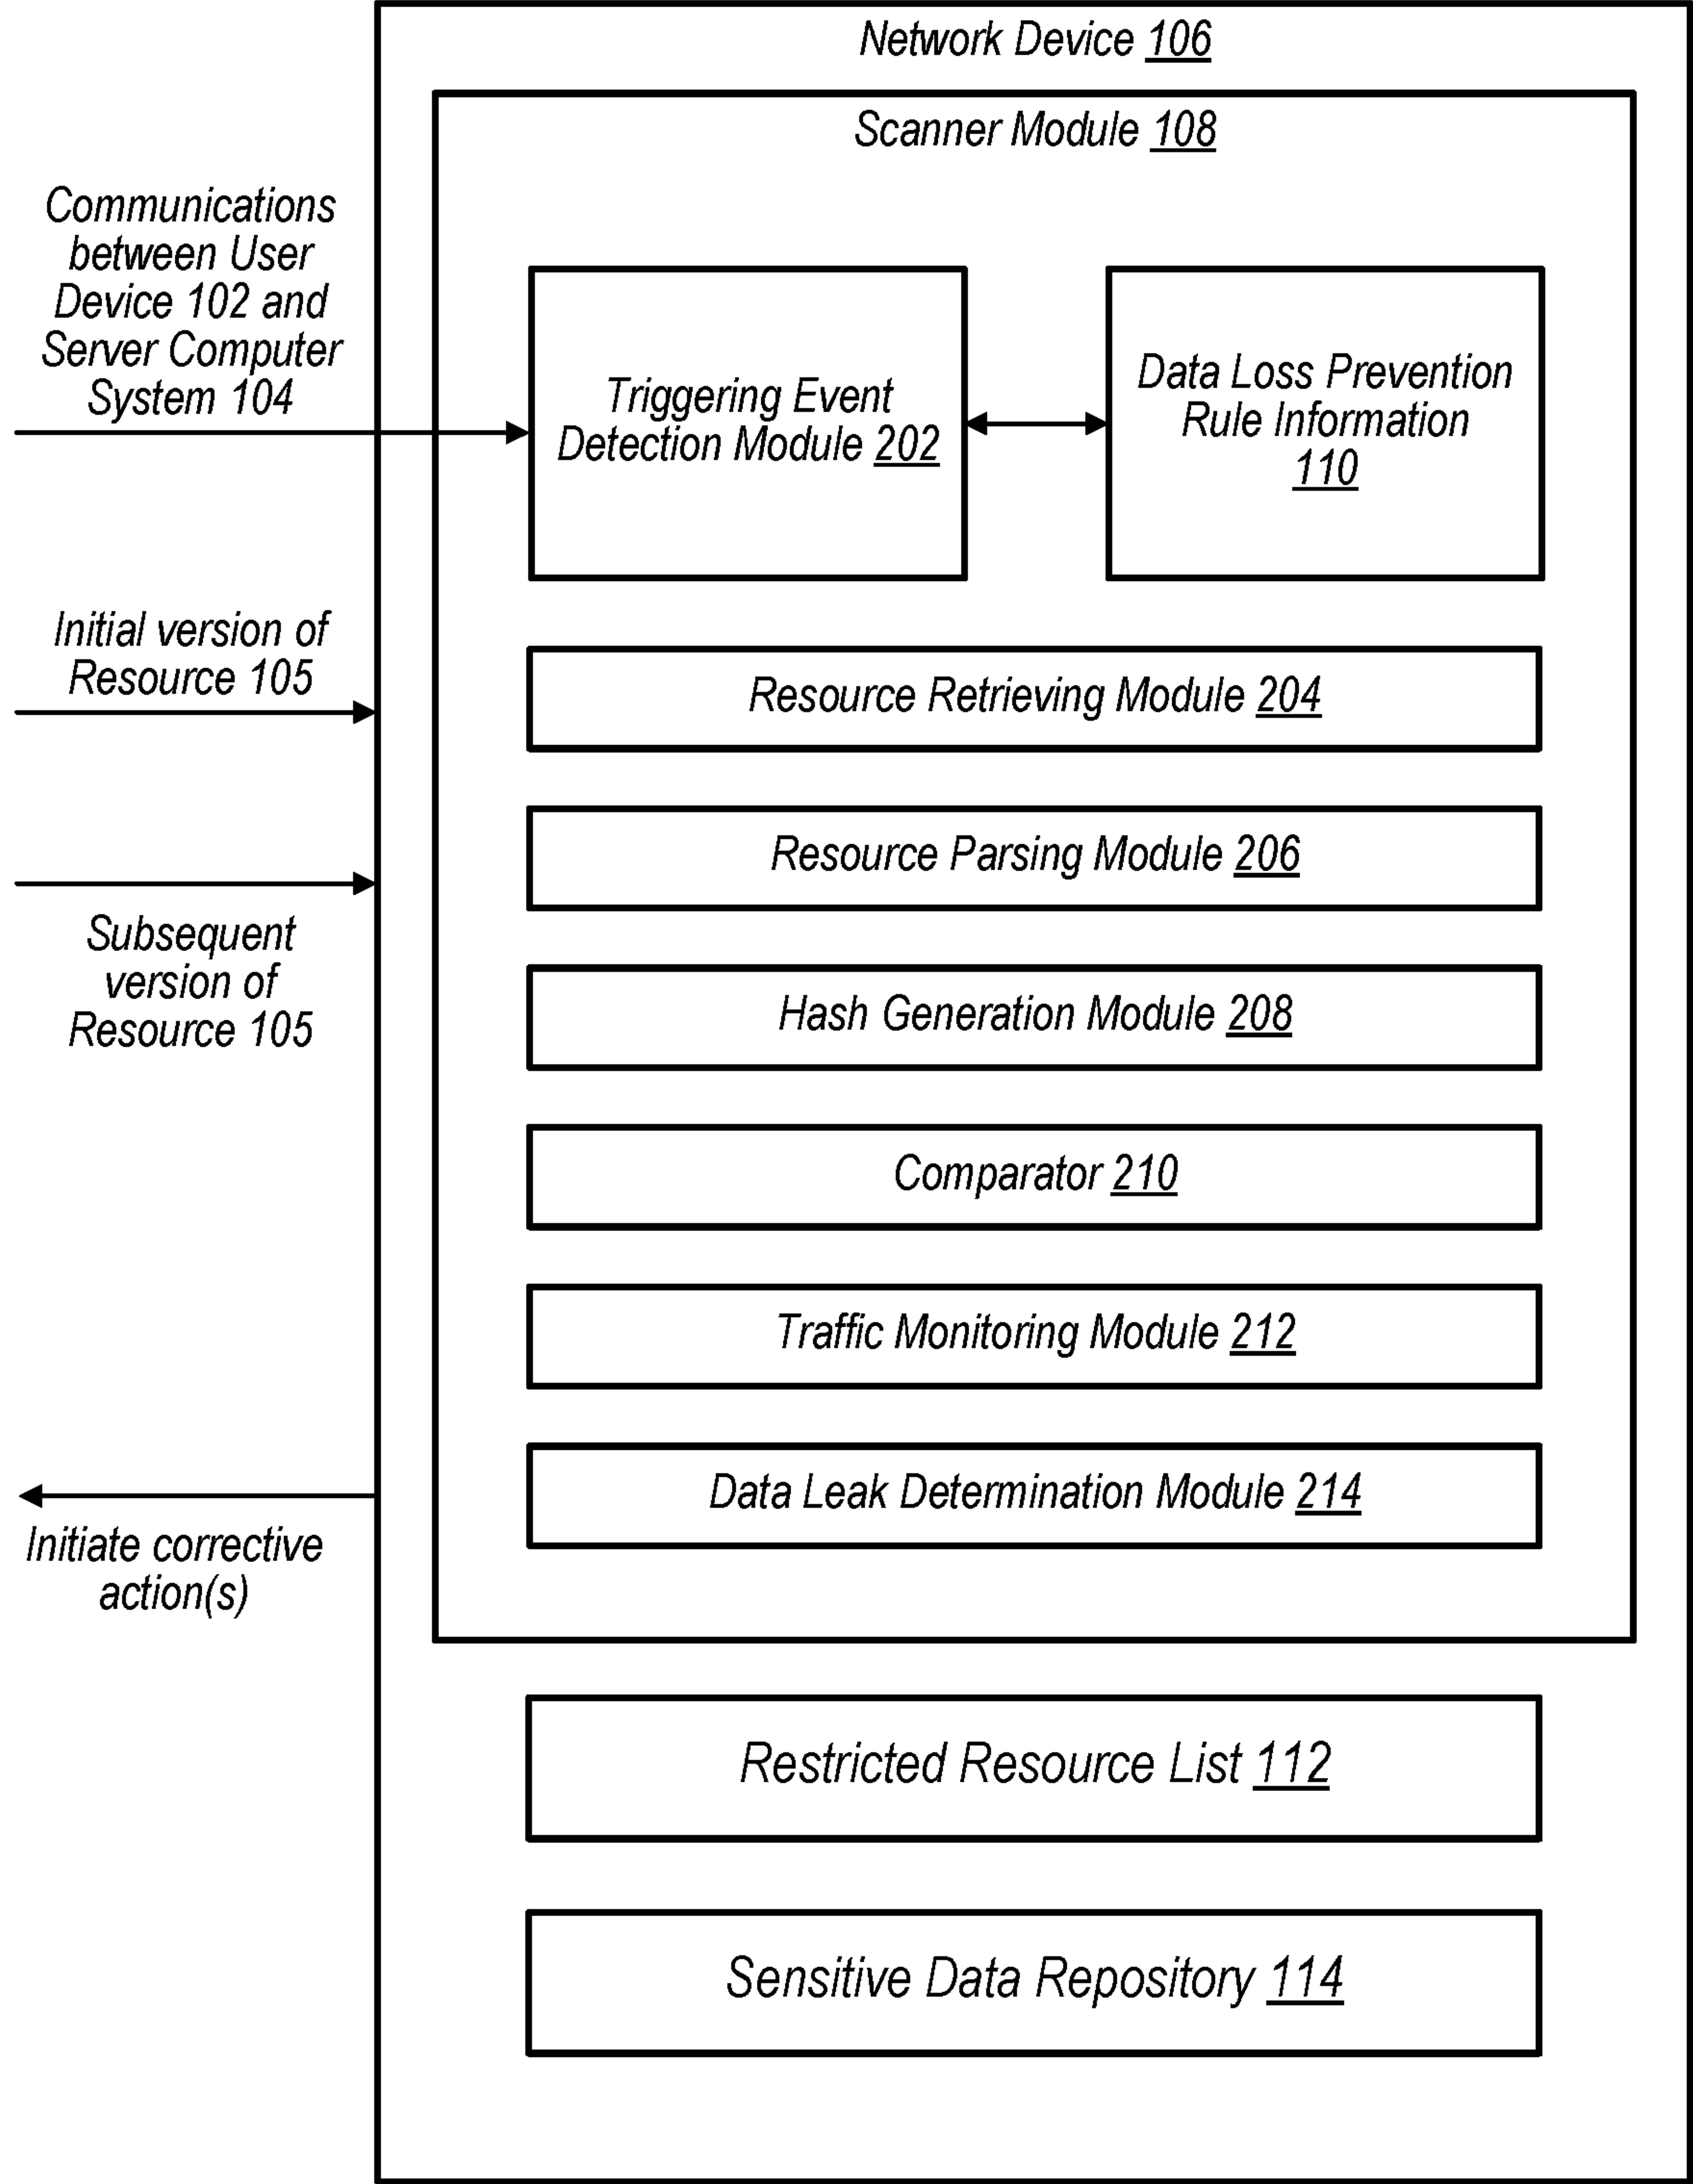 Network Device 106
Scanner Module 108
Communications
between User
Device 102 and
Server Computer
System 104
Triggering Event
Detection Module 202
Data Loss Prevention
Rule Information
110
Initial version of
Resource 105
Resource Retrieving Module 204
Resource Parsing Module 206
Subsequent
version of
Resource 105
Hash Generation Module 208
Comparator 210
Traffic Monitoring Module 212
Data Leak Determination Module 214
Initiate corrective
action(s)
Restricted Resource List 112
Sensitive Data Repository 114